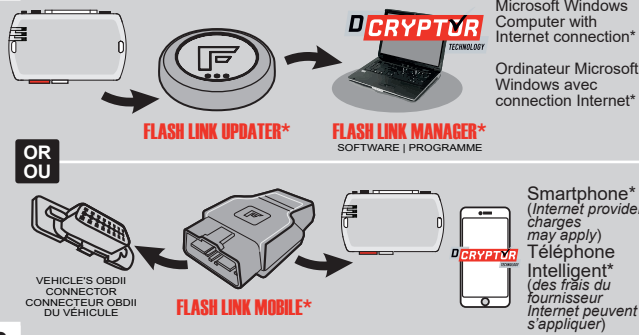 Microsoft Windows
Computer with
Internet connection*
Ordinateur Microsoft
Windows avec
connection Internet*
DCRYPTOR
TECHNOLOGY
FLASH LINK UPDATER*
FLASH LINK MANAGER*
SOFTWARE | PROGRAMME
OR
OU
Smartphone*
(Internet provider
charges
may apply)
Téléphone
Intelligent*
(des frais du
fournisseur
Internet peuvent
s'appliquer)
DCRYPTOR
TECHNOLOGY
VEHICLE'S OBDII
CONNECTOR
CONNECTEUR OBDII
DU VÉHICULE
FLASH LINK MOBILE*